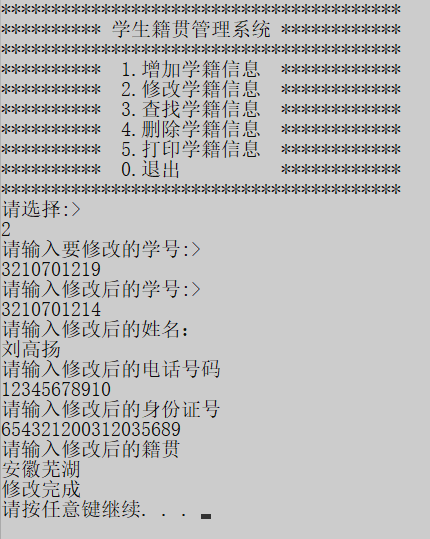 ****************************************
********** 学生籍贯管理系统 ************
****************************************
**********  1.增加学籍信息  ************
**********  2.修改学籍信息  ************
**********  3.查找学籍信息  ************
**********  4.删除学籍信息  ************
**********  5.打印学籍信息  ************
**********  0.退出          ************
****************************************
请选择:>
2
请输入要修改的学号:>
3210701219
请输入修改后的学号:>
3210701214
请输入修改后的姓名:
刘高扬
请输入修改后的电话号码
12345678910
请输入修改后的身份证号
654321200312035689
请输入修改后的籍贯
安徽芜湖
修改完成
请按任意键继续. . .